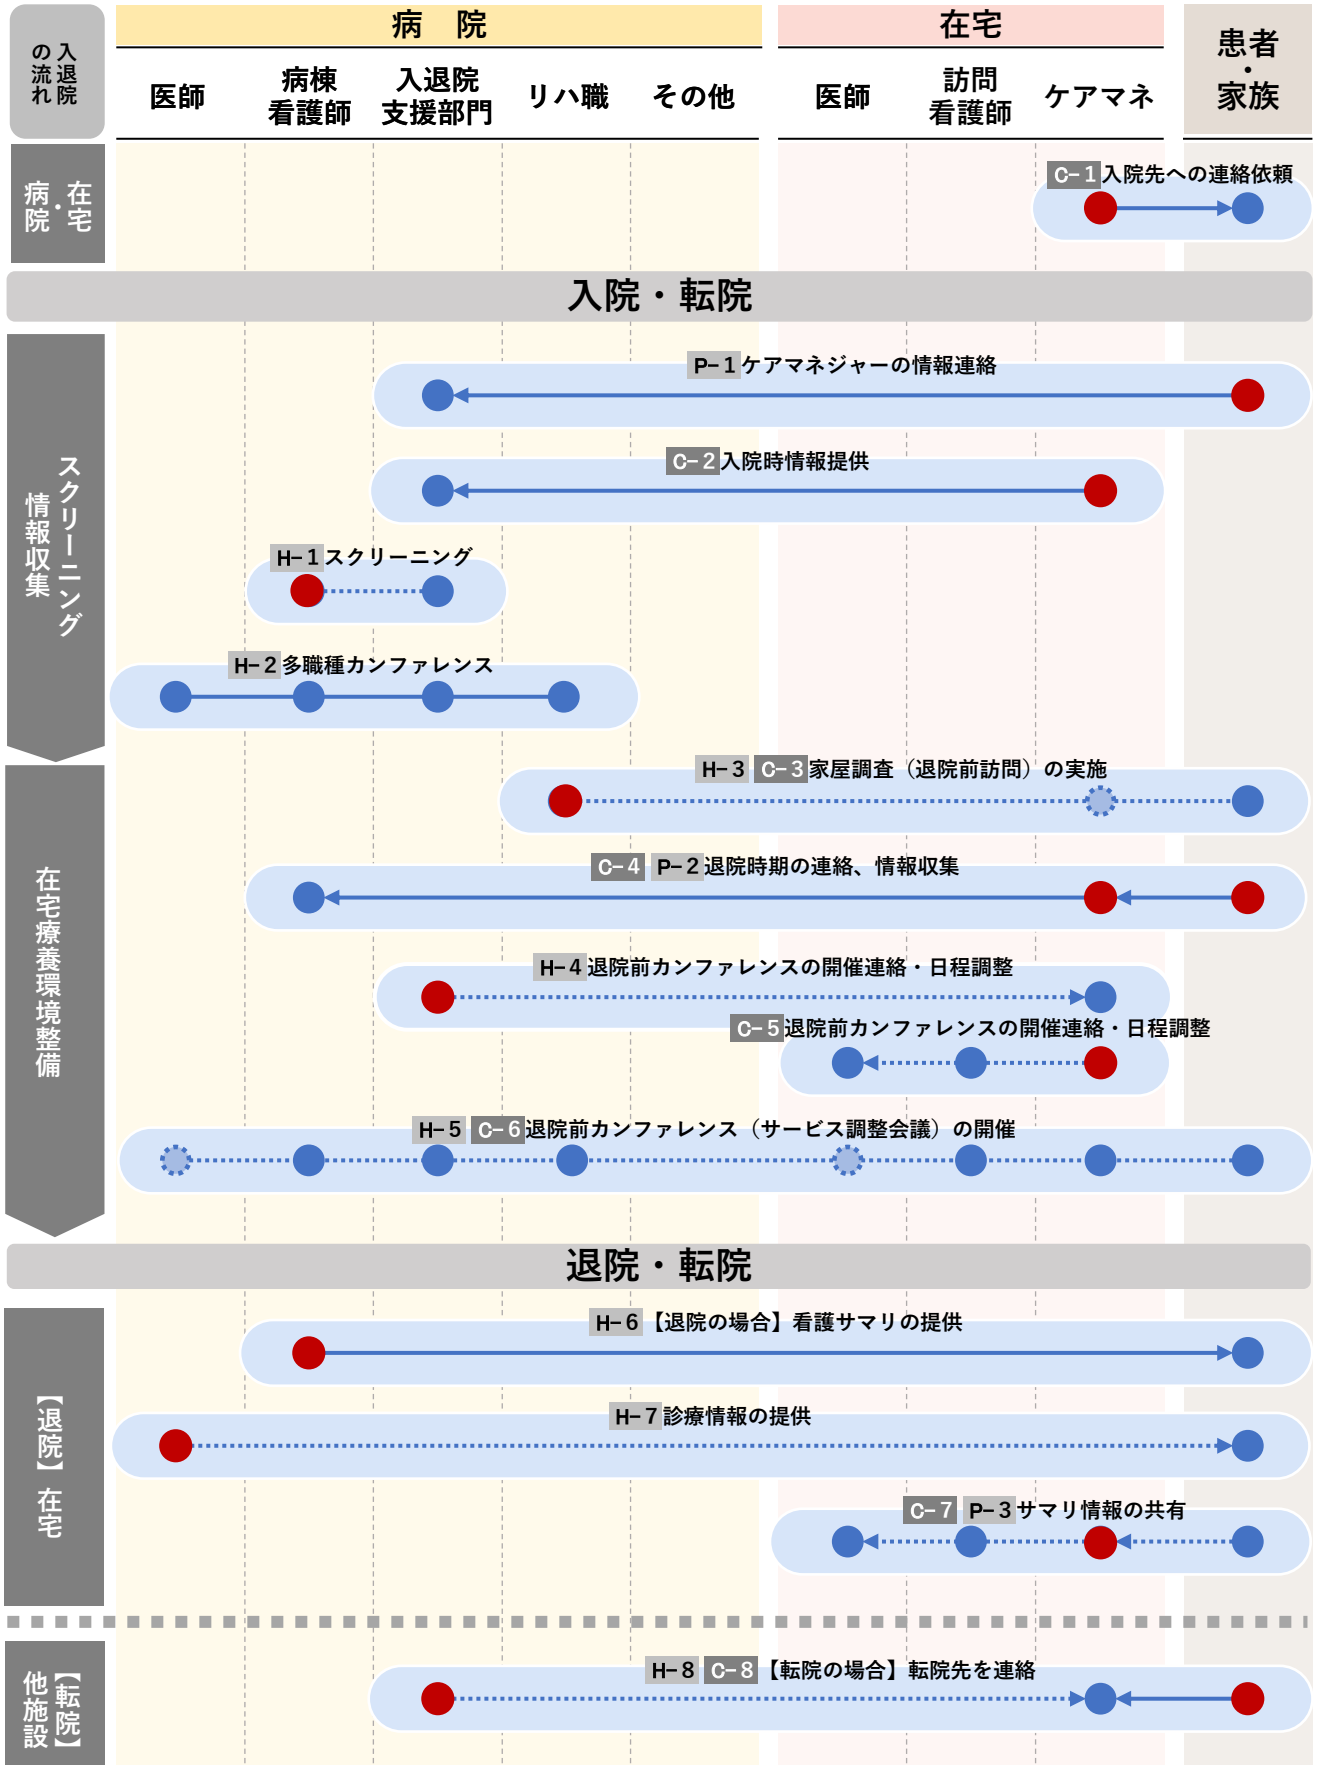 入退院
の流れ
病　院
在宅
患者
・
家族
医師
病棟
看護師
入退院
支援部門
リハ職
その他
医師
訪問
看護師
ケアマネ
在宅
・
病院
C-1 入院先への連絡依頼
入院・転院
スクリーニング
情報収集
P-1 ケアマネジャーの情報連絡
C-2 入院時情報提供
H-1 スクリーニング
H-2 多職種カンファレンス
在宅療養環境整備
H-3 C-3 家屋調査（退院前訪問）の実施
C-4 P-2 退院時期の連絡、情報収集
H-4 退院前カンファレンスの開催連絡・日程調整
C-5 退院前カンファレンスの開催連絡・日程調整
H-5 C-6 退院前カンファレンス（サービス調整会議）の開催
退院・転院
【退院】在宅
H-6 【退院の場合】看護サマリの提供
H-7 診療情報の提供
C-7 P-3 サマリ情報の共有
【転院】
他施設
H-8 C-8 【転院の場合】転院先を連絡